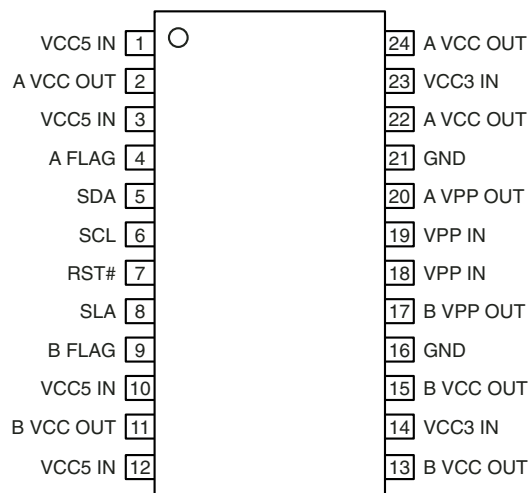 VCC5 IN 1 24 A VCC OUT
A VCC OUT 2 23 VCC3 IN
VCC5 IN 3 22 A VCC OUT
A FLAG 4 21 GND
SDA 5 20 A VPP OUT
SCL 6 19 VPP IN
RST# 7 18 VPP IN
SLA 8 17 B VPP OUT
B FLAG 9 16 GND
VCC5 IN 10 15 B VCC OUT
B VCC OUT 11 14 VCC3 IN
VCC5 IN 12 13 B VCC OUT